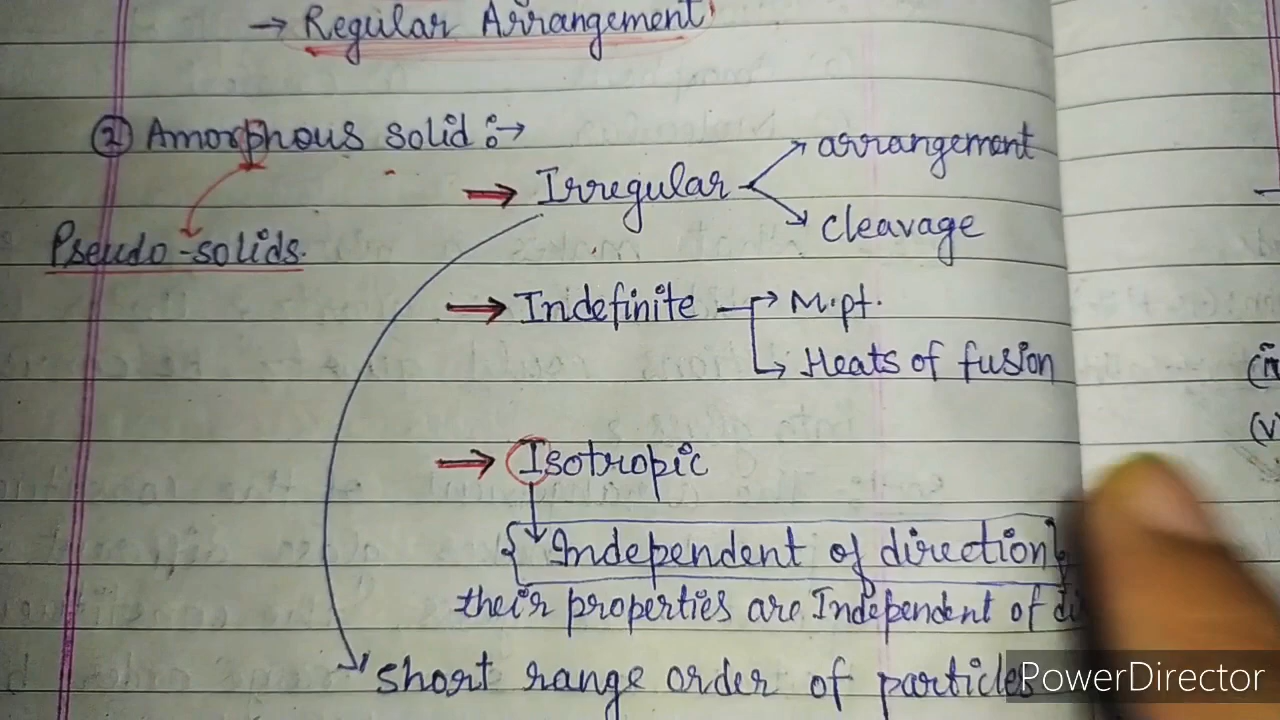 → Regular Arrangement
② Amorphous solid :→
→ Irregular → arrangement
→ cleavage
Pseudo-solids.
→ Indefinite → M.pt.
→ Heats of fusion
→ Isotropic
{Independent of direction}
their properties are Independent of
short range order of particles
PowerDirector